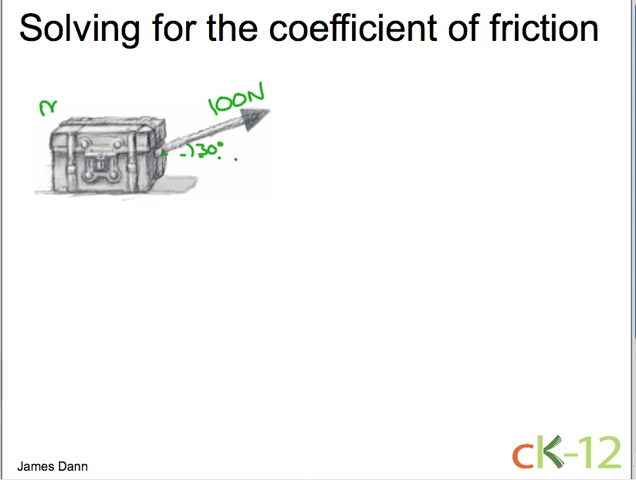 Solving for the coefficient of friction
100N
30°
James Dann
cK-12